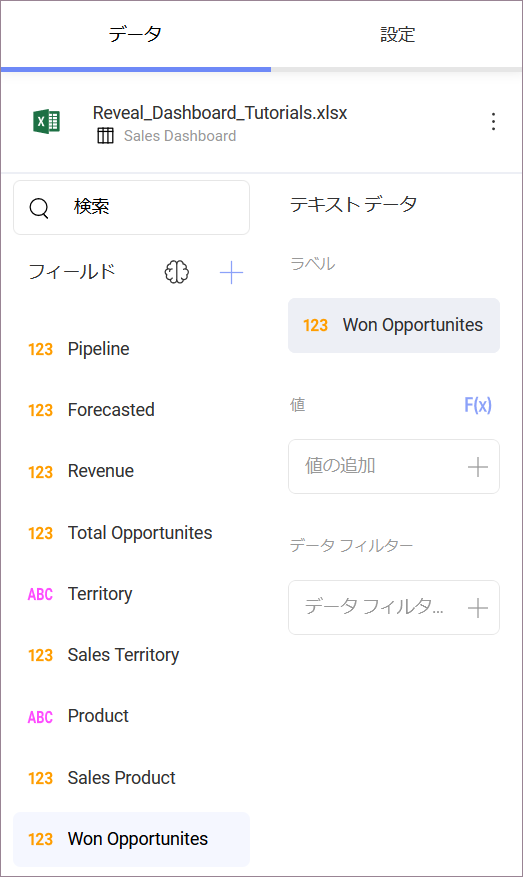 データ
設定
Reveal_Dashboard_Tutorials.xlsx
Sales Dashboard
検索
フィールド
123 Pipeline
123 Forecasted
123 Revenue
123 Total Opportunites
ABC Territory
123 Sales Territory
ABC Product
123 Sales Product
123 Won Opportunites
テキスト データ
ラベル
123 Won Opportunites
値 F(x)
値の追加
データ フィルター
データ フィルタ...